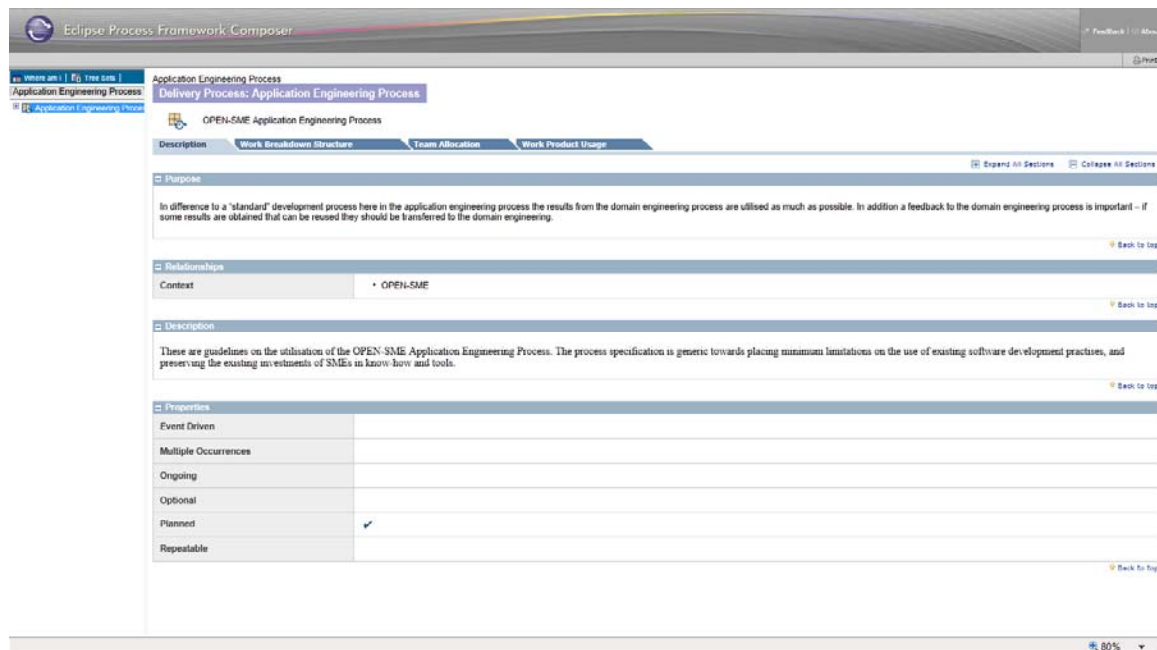 Eclipse Process Framework Composer
Feedback
Print
Where am I | Tree Sets |
Application Engineering Process
Application Engineering
Application Engineering Process
Delivery Process: Application Engineering Process
OPEN-SME Application Engineering Process
Description Work Breakdown Structure Team Allocation Work Product Usage
Expand All Sections Collapse All Sections
Purpose
In difference to a "standard" development process here in the application engineering process the results from the domain engineering process are utilised as much as possible. In addition a feedback to the domain engineering process is important – if
some results are obtained that can be reused they should be transferred to the domain engineering.
Back to top
Relationships
Context • OPEN-SME
Back to top
Description
These are guidelines on the utilisation of the OPEN-SME Application Engineering Process. The process specification is generic towards placing minimum limitations on the use of existing software development practises, and
preserving the existing investments of SMEs in know-how and tools.
Back to top
Properties
Event Driven
Multiple Occurrences
Ongoing
Optional
Planned ✔
Repeatable
Back to top
80%